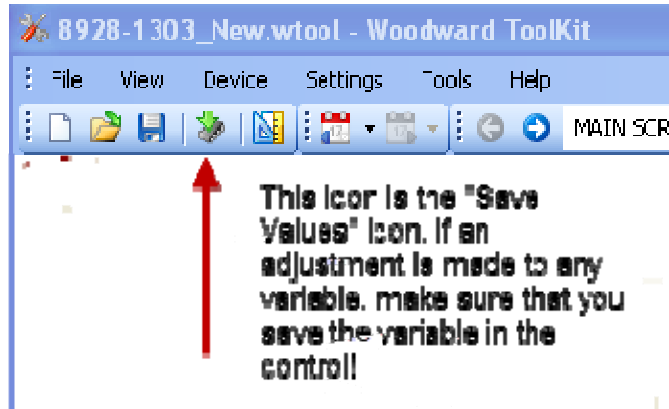 8928-1303_New.wtool - Woodward ToolKit
File View Device Settings Tools Help
MAIN SCR
This icon is the "Save
Values" icon. If an
adjustment is made to any
variable, make sure that you
save the variable in the
control!